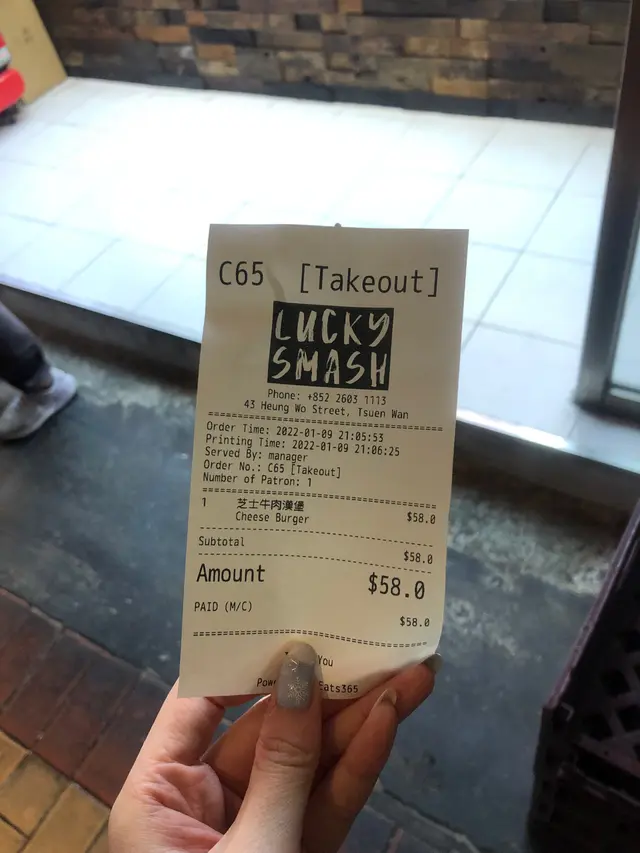 C65 [Takeout]
LUCKY
SMASH
Phone: +852 2603 1113
43 Heung Wo Street, Tsuen Wan
Order Time: 2022-01-09 21:05:53
Printing Time: 2022-01-09 21:06:25
Served By: manager
Order No.: C65 [Takeout]
Number of Patron: 1
1 芝士牛肉漢堡 $58.0
Cheese Burger
Subtotal $58.0
Amount $58.0
PAID (M/C) $58.0
You
Eats365